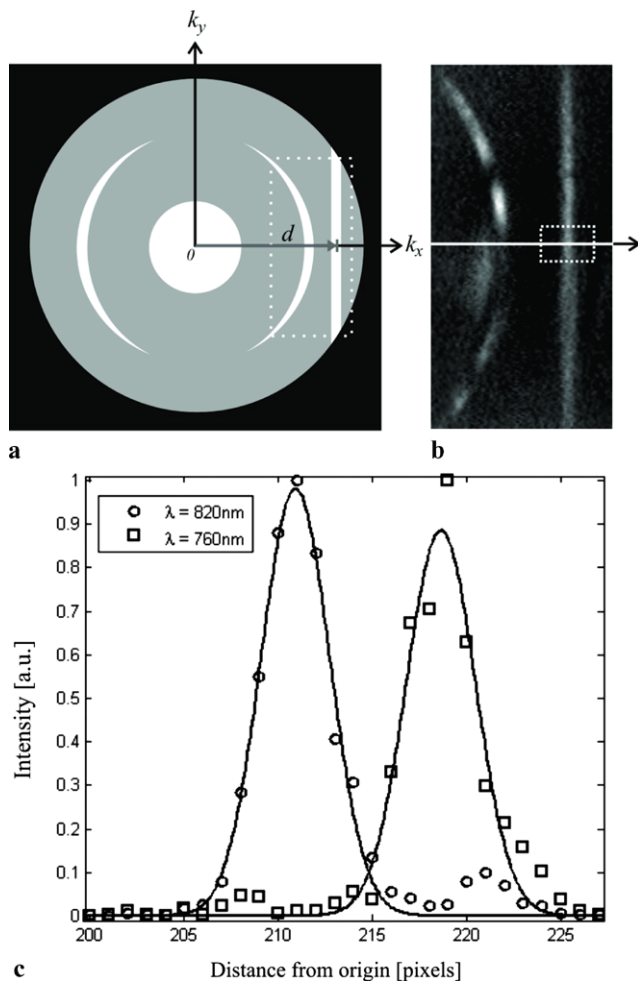 k_y
0
d
k_x
a
b
λ = 820nm
λ = 760nm
1
0.9
0.8
0.7
0.6
0.5
0.4
0.3
0.2
0.1
0
Intensity [a.u.]
200 205 210 215 220 225
Distance from origin [pixels]
c